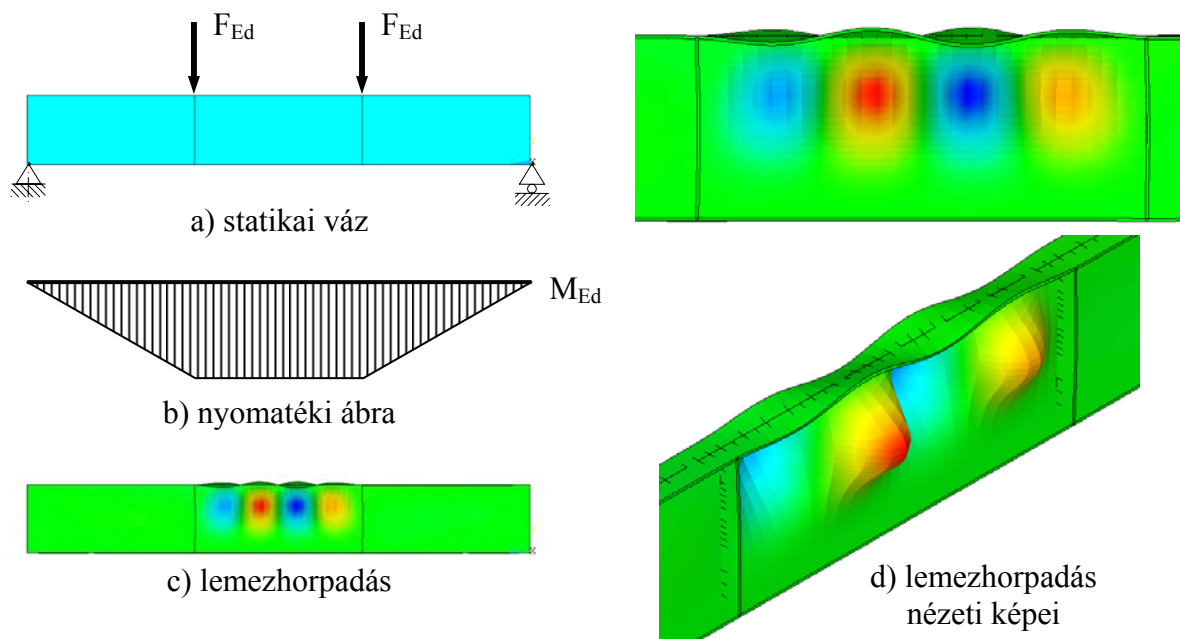 F_Ed
F_Ed
a) statikai váz
M_Ed
b) nyomatéki ábra
c) lemezhorpadás
d) lemezhorpadás
nézeti képei